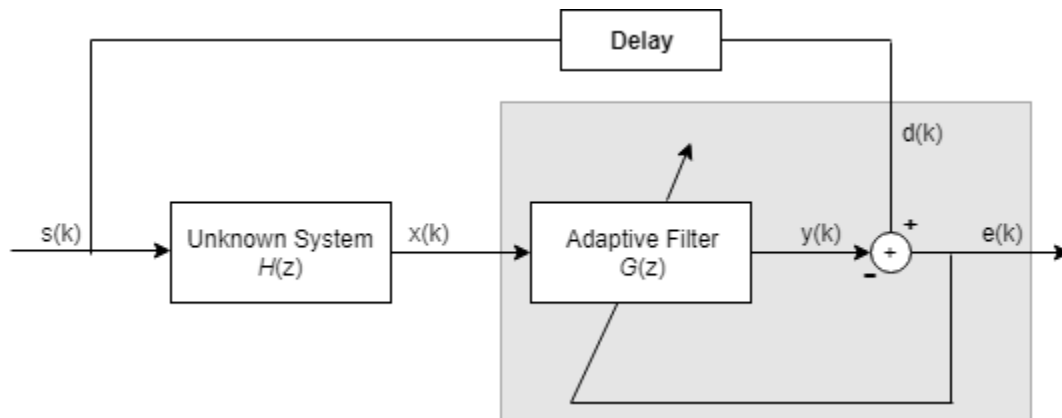 Delay
d(k)
s(k)
Unknown System
H(z)
x(k)
Adaptive Filter
G(z)
y(k)
+
+
-
e(k)